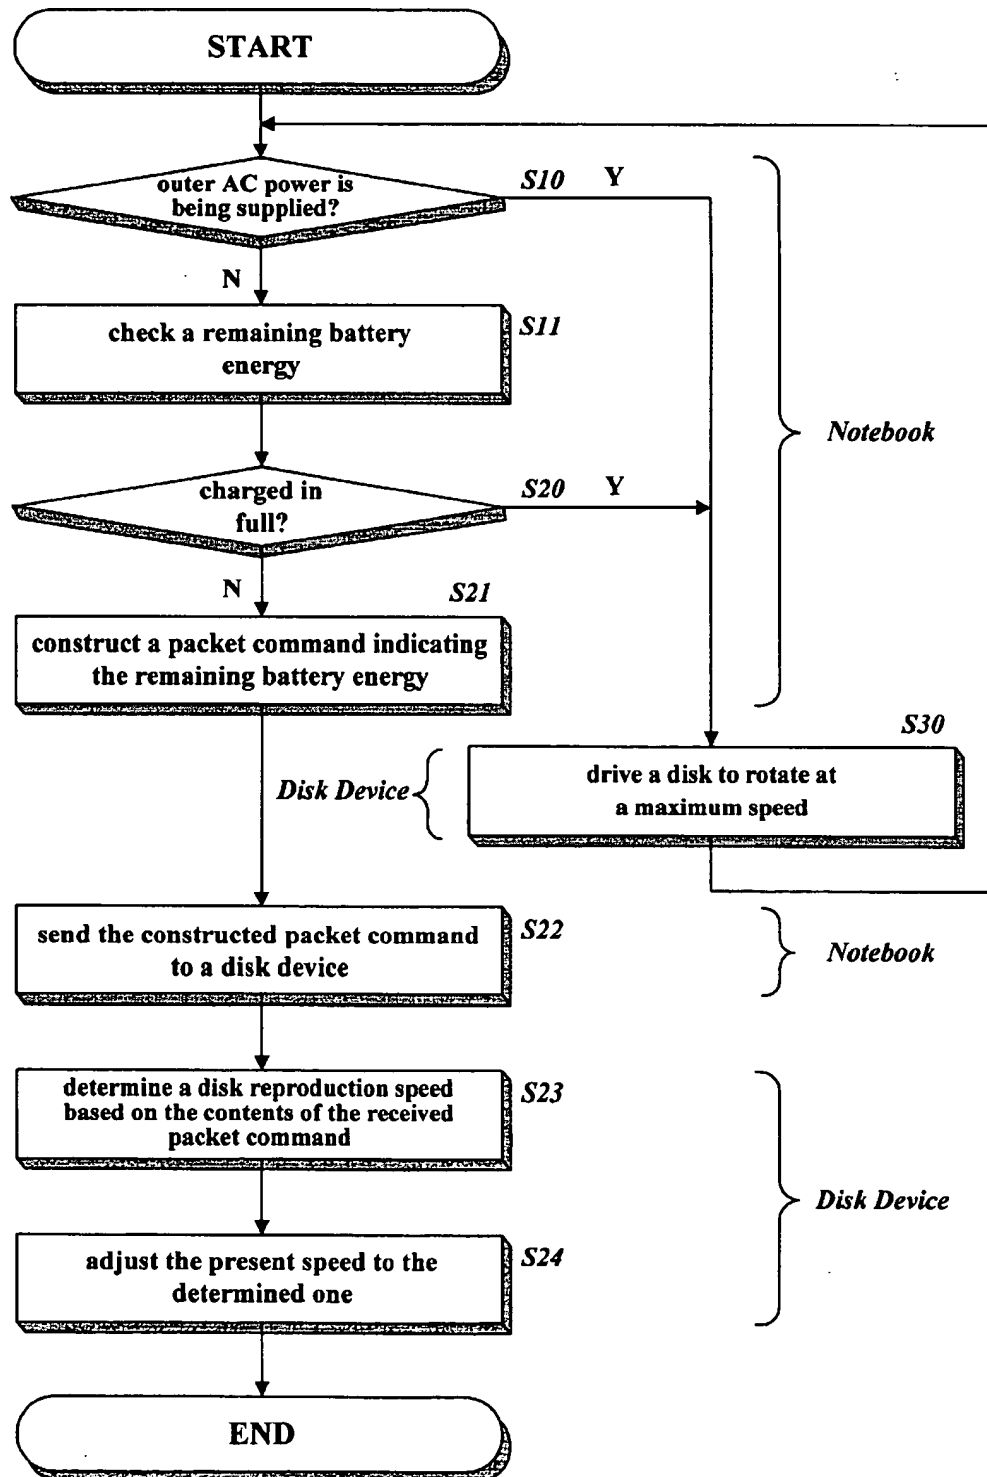 START
outer AC power is
being supplied?
S10
Y
N
check a remaining battery
energy
S11
Notebook
charged in
full?
S20
Y
N
S21
construct a packet command indicating
the remaining battery energy
S30
Disk Device
drive a disk to rotate at
a maximum speed
send the constructed packet command
to a disk device
S22
Notebook
determine a disk reproduction speed
based on the contents of the received
packet command
S23
Disk Device
adjust the present speed to the
determined one
S24
END